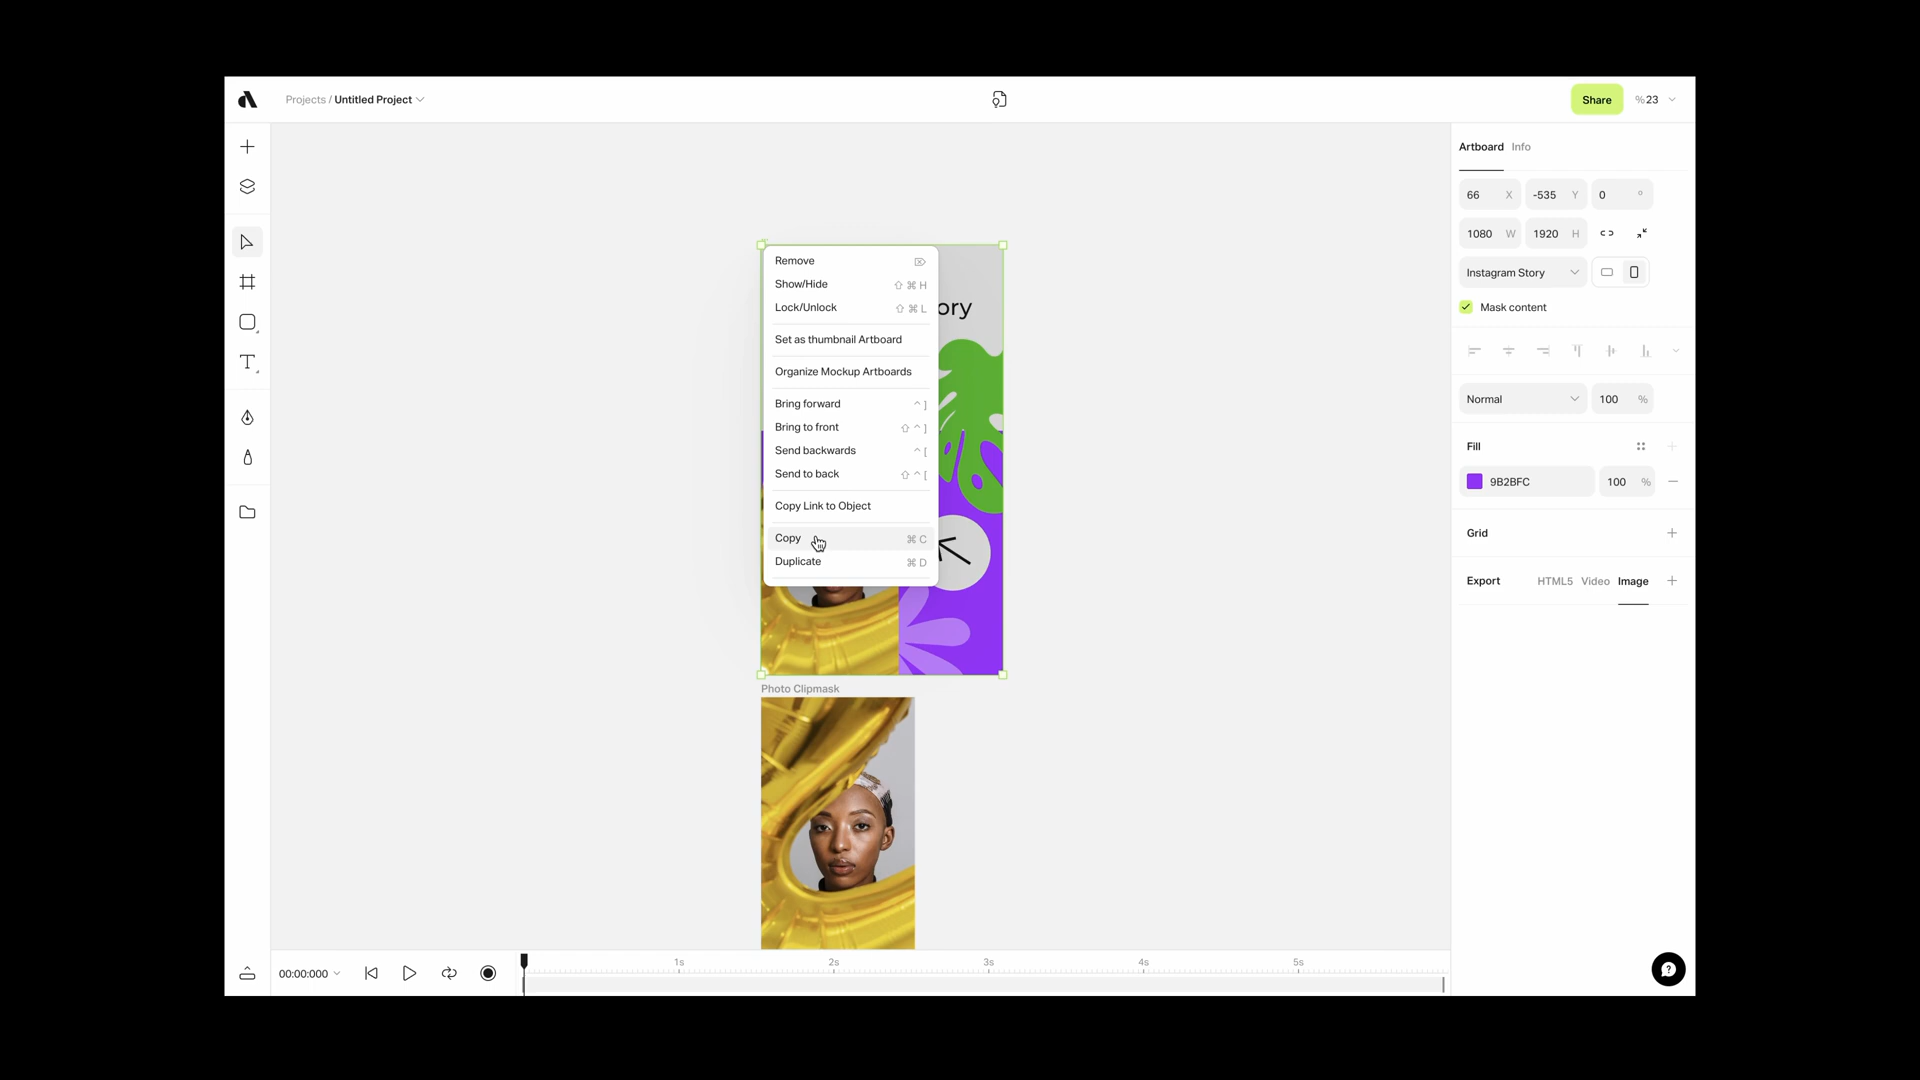 Projects / Untitled Project
Share
% 23
Artboard Info
66 X -535 Y 0 °
1080 W 1920 H
Instagram Story
Mask content
Normal 100 %
Fill
9B2BFC 100 %
Grid
Export HTML5 Video Image
ory
Remove
Show/Hide ⇧ ⌘ H
Lock/Unlock ⇧ ⌘ L
Set as thumbnail Artboard
Organize Mockup Artboards
Bring forward ^ ]
Bring to front ⇧ ^ ]
Send backwards ^ [
Send to back ⇧ ^ [
Copy Link to Object
Copy ⌘ C
Duplicate ⌘ D
Photo Clipmask
00:00:000
1s 2s 3s 4s 5s